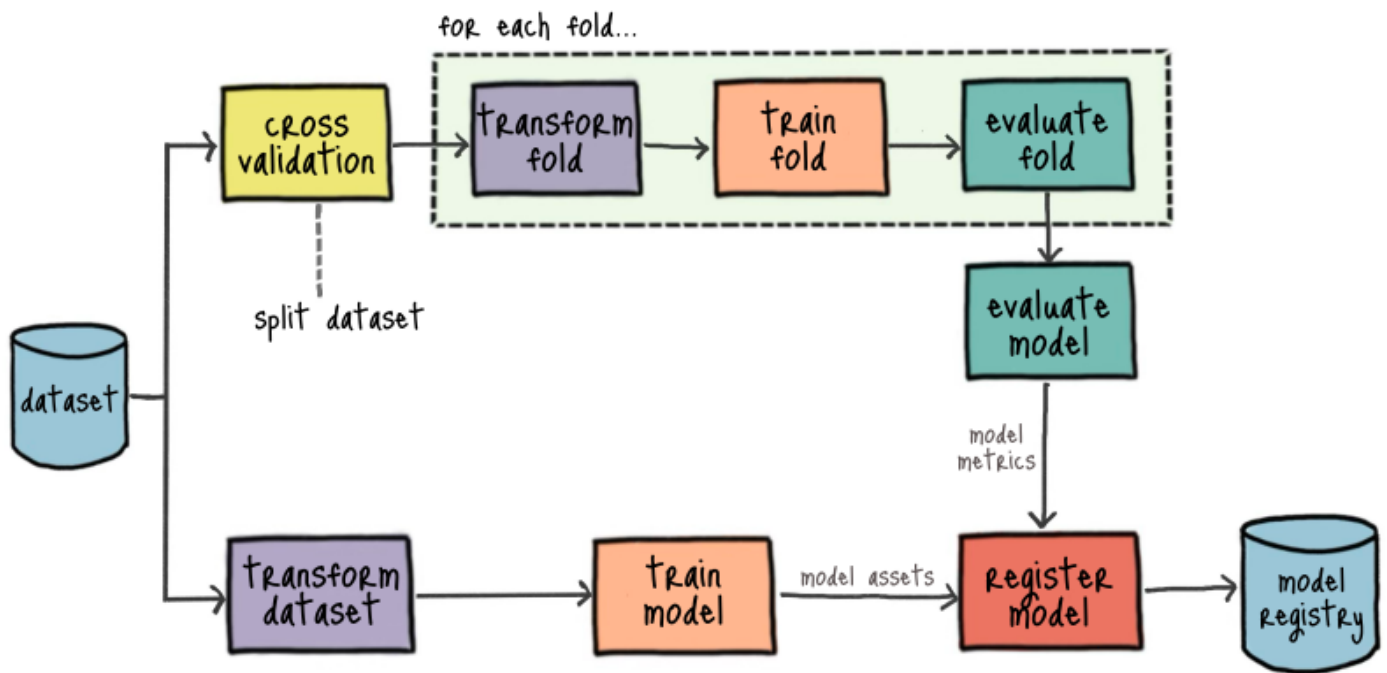 for each fold...
cross
validation
transform
fold
train
fold
evaluate
fold
split dataset
evaluate
model
dataset
model
metrics
transform
dataset
train
model
model assets
register
model
model
registry